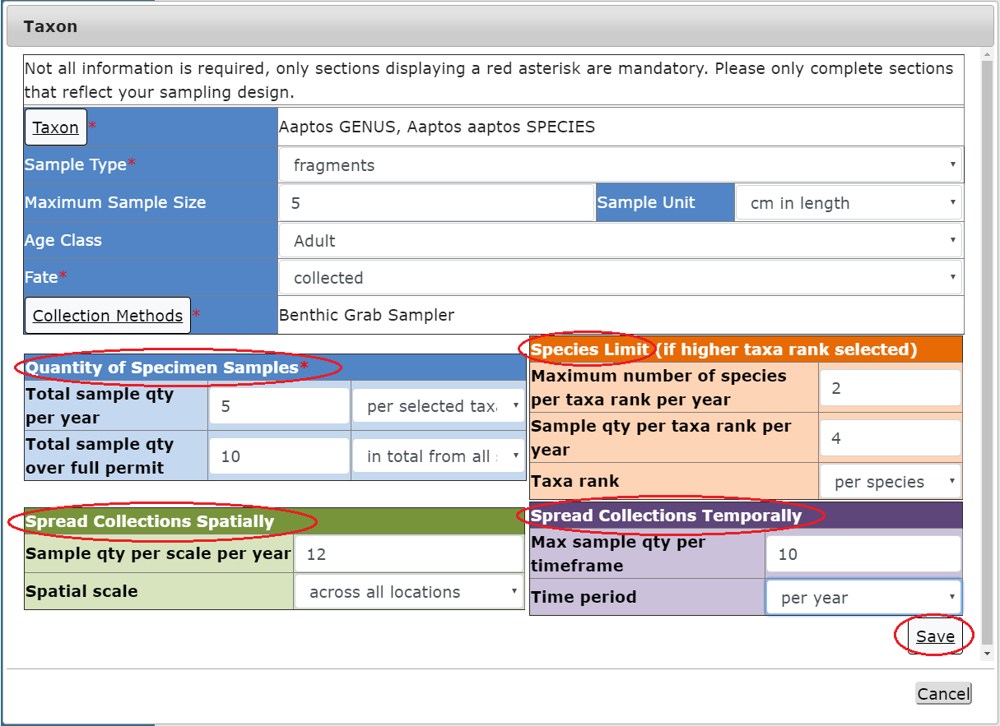 Taxon
Not all information is required, only sections displaying a red asterisk are mandatory. Please only complete sections
that reflect your sampling design.
Taxon * Aaptos GENUS, Aaptos aaptos SPECIES
Sample Type* fragments
Maximum Sample Size 5 Sample Unit cm in length
Age Class Adult
Fate* collected
Collection Methods * Benthic Grab Sampler
Quantity of Specimen Samples*
Total sample qty
per year
5 per selected taxa
Total sample qty
over full permit
10 in total from all
Species Limit (if higher taxa rank selected)
Maximum number of species
per taxa rank per year
2
Sample qty per taxa rank per
year
4
Taxa rank per species
Spread Collections Spatially
Sample qty per scale per year 12
Spatial scale across all locations
Spread Collections Temporally
Max sample qty per
timeframe
10
Time period per year
Save
Cancel